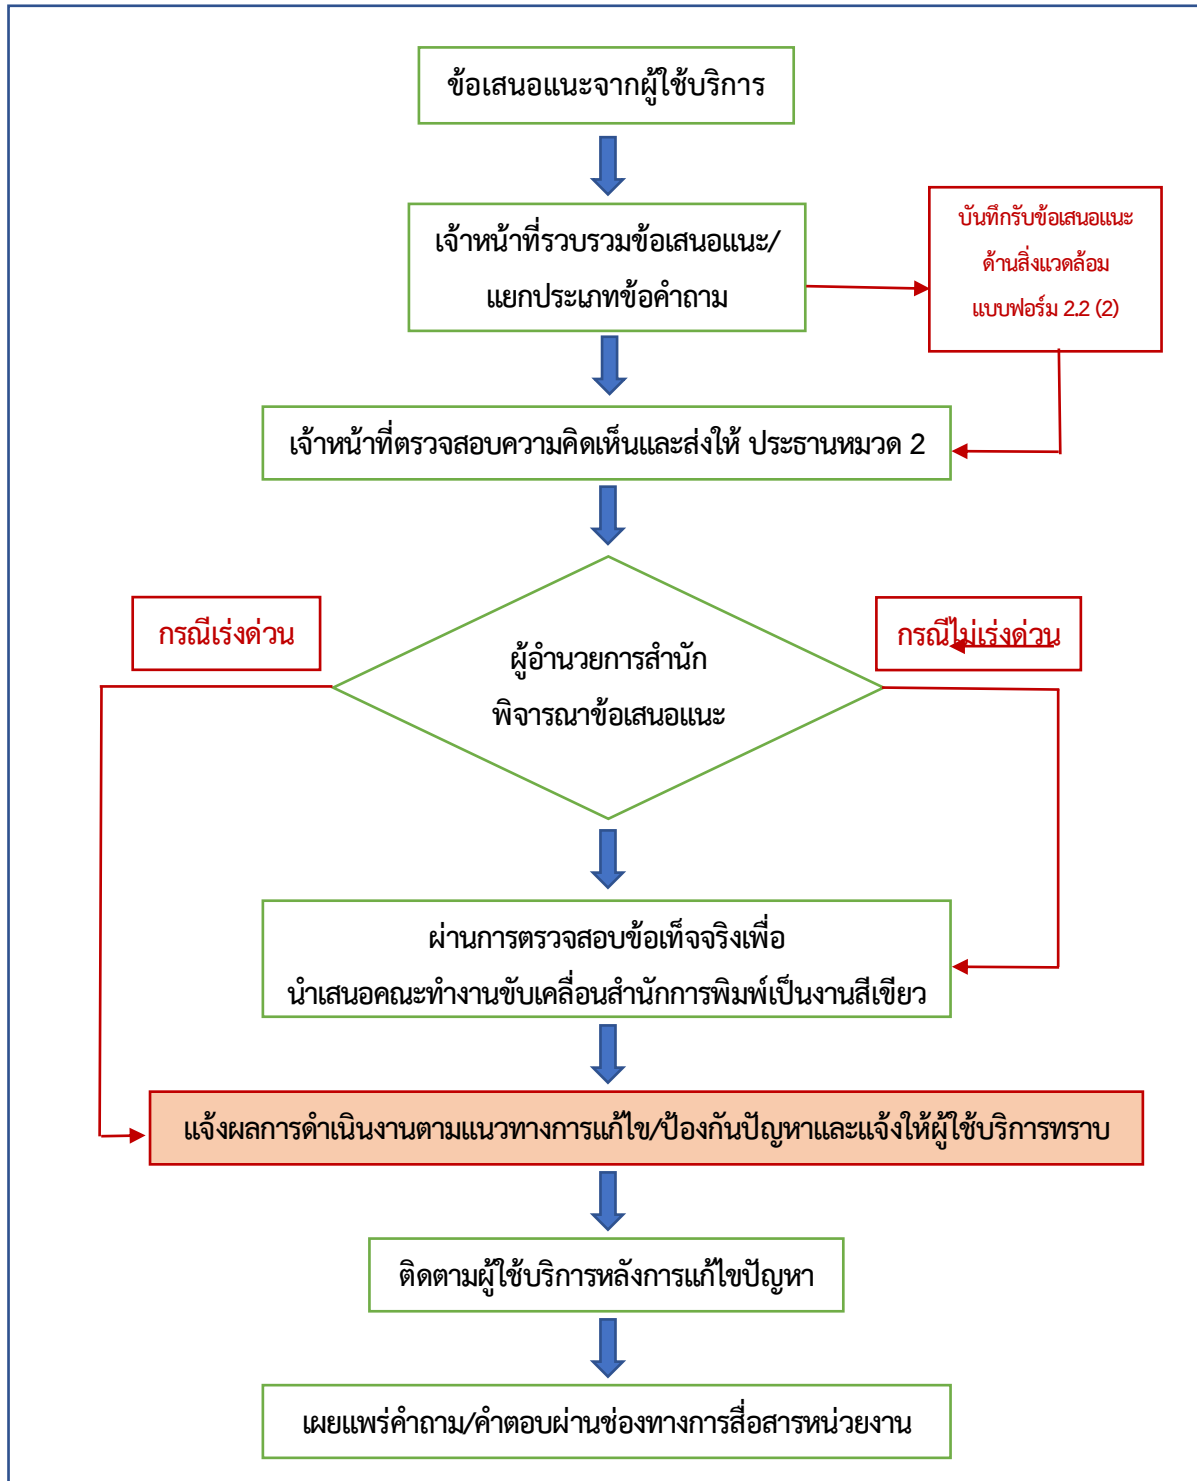 ข้อเสนอแนะจากผู้ใช้บริการ
เจ้าหน้าที่รวบรวมข้อเสนอแนะ/
แยกประเภทข้อคำถาม
บันทึกรับข้อเสนอแนะ
ด้านสิ่งแวดล้อม
แบบฟอร์ม 2.2 (2)
เจ้าหน้าที่ตรวจสอบความคิดเห็นและส่งให้ ประธานหมวด 2
กรณีเร่งด่วน
กรณีไม่เร่งด่วน
ผู้อำนวยการสำนัก
พิจารณาข้อเสนอแนะ
ผ่านการตรวจสอบข้อเท็จจริงเพื่อ
นำเสนอคณะทำงานขับเคลื่อนสำนักการพิมพ์เป็นงานสีเขียว
แจ้งผลการดำเนินงานตามแนวทางการแก้ไข/ป้องกันปัญหาและแจ้งให้ผู้ใช้บริการทราบ
ติดตามผู้ใช้บริการหลังการแก้ไขปัญหา
เผยแพร่คำถาม/คำตอบผ่านช่องทางการสื่อสารหน่วยงาน